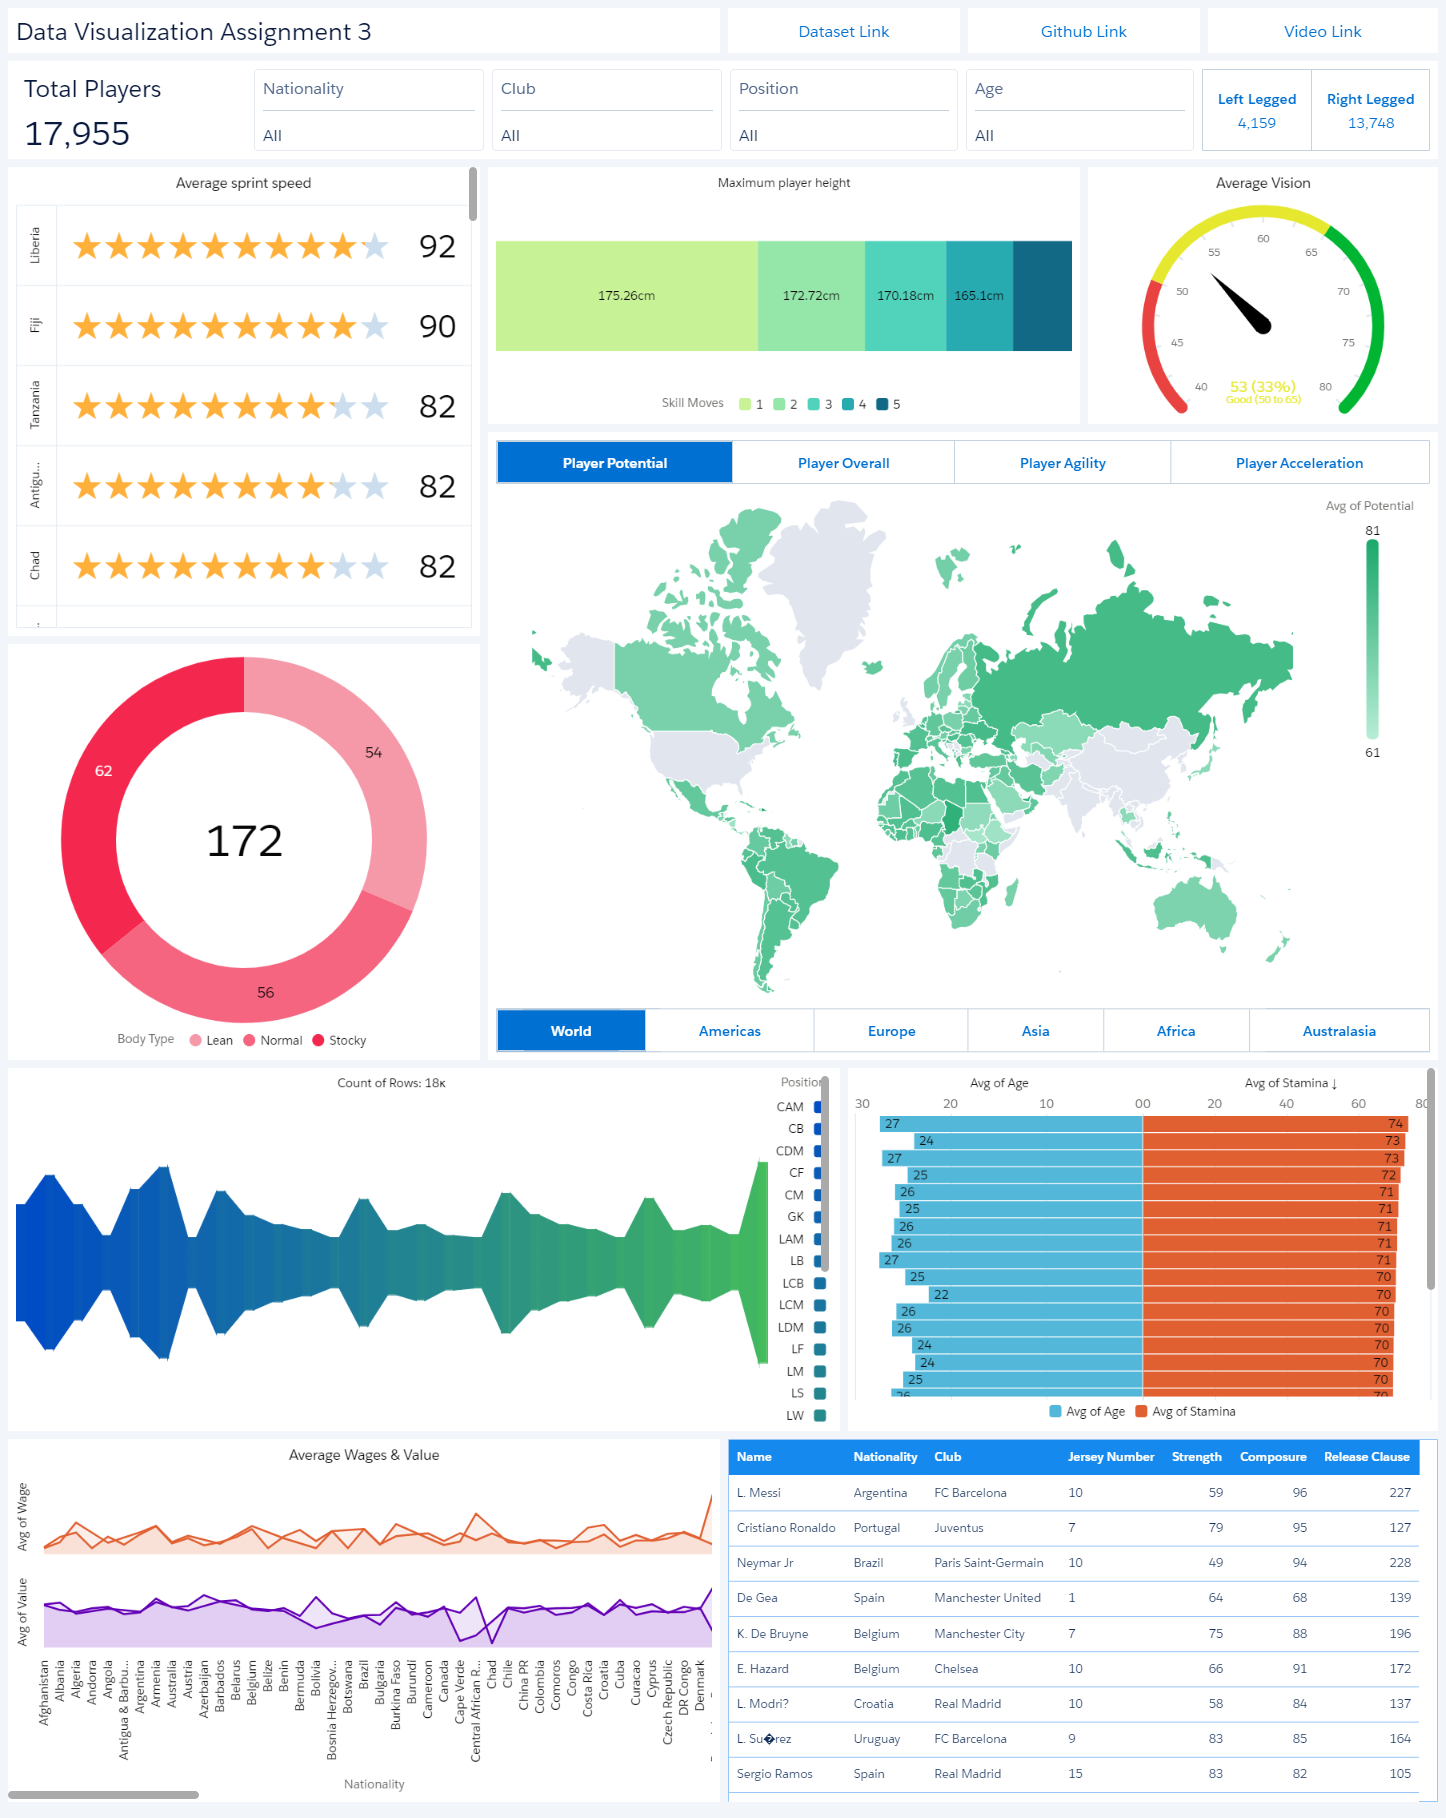 Data Visualization Assignment 3
Dataset Link
Github Link
Video Link
Total Players
17,955
Nationality
All
Club
All
Position
All
Age
All
Left Legged
4,159
Right Legged
13,748
Average sprint speed
Liberia
92
Fiji
90
Tanzania
82
Antigu...
82
Chad
82
Maximum player height
175.26cm 172.72cm 170.18cm 165.1cm
Skill Moves 1 2 3 4 5
Average Vision
40 45 50 55 60 65 70 75 80
53 (33%)
Good (50 to 65)
Player Potential Player Overall Player Agility Player Acceleration
Avg of Potential
81
61
World Americas Europe Asia Africa Australasia
62
54
172
56
Body Type Lean Normal Stocky
Count of Rows: 18K
Position
CAM
CB
CDM
CF
CM
GK
LAM
LB
LCB
LCM
LDM
LF
LM
LS
LW
Avg of Age Avg of Stamina ↓
30 20 10 00 20 40 60 80
27 74
24 73
27 73
25 72
26 71
25 71
26 71
26 71
27 71
25 70
22 70
26 70
26 70
24 70
24 70
25 70
26 70
Avg of Age Avg of Stamina
Average Wages & Value
Avg of Wage
Avg of Value
Afghanistan
Albania
Algeria
Andorra
Angola
Antigua & Barbu...
Argentina
Armenia
Australia
Austria
Azerbaijan
Barbados
Belarus
Belgium
Belize
Benin
Bermuda
Bolivia
Bosnia Herzegov...
Botswana
Brazil
Bulgaria
Burkina Faso
Burundi
Cameroon
Canada
Cape Verde
Central African R...
Chad
Chile
China PR
Colombia
Comoros
Congo
Costa Rica
Croatia
Cuba
Curacao
Cyprus
Czech Republic
DR Congo
Denmark
Nationality
Name Nationality Club Jersey Number Strength Composure Release Clause
L. Messi Argentina FC Barcelona 10 59 96 227
Cristiano Ronaldo Portugal Juventus 7 79 95 127
Neymar Jr Brazil Paris Saint-Germain 10 49 94 228
De Gea Spain Manchester United 1 64 68 139
K. De Bruyne Belgium Manchester City 7 75 88 196
E. Hazard Belgium Chelsea 10 66 91 172
L. Modri? Croatia Real Madrid 10 58 84 137
L. Su�rez Uruguay FC Barcelona 9 83 85 164
Sergio Ramos Spain Real Madrid 15 83 82 105